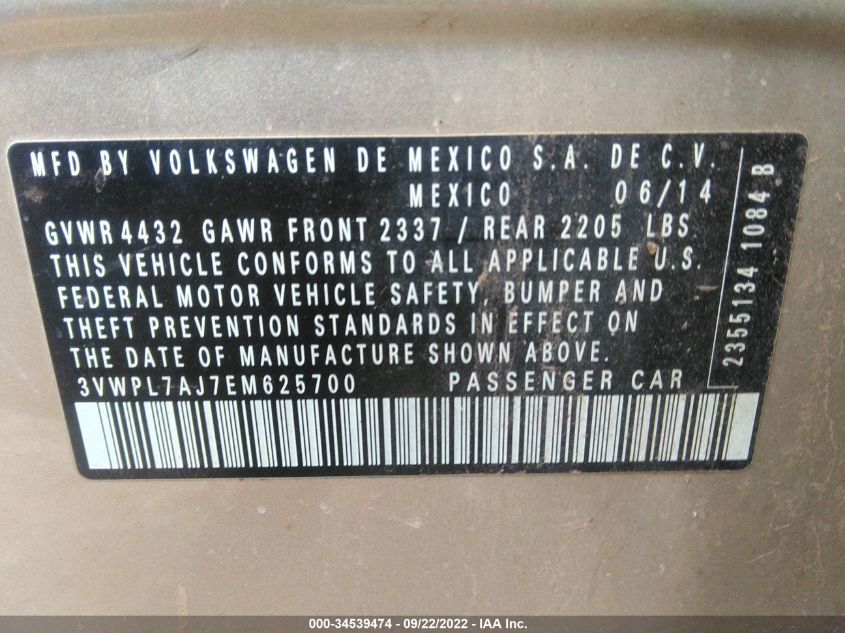 MFD BY VOLKSWAGEN DE MEXICO S.A. DE C.V.
MEXICO 06/14
GVWR 4432 GAWR FRONT 2337 / REAR 2205 LBS
THIS VEHICLE CONFORMS TO ALL APPLICABLE U.S.
FEDERAL MOTOR VEHICLE SAFETY, BUMPER AND
THEFT PREVENTION STANDARDS IN EFFECT ON
THE DATE OF MANUFACTURE SHOWN ABOVE.
3VWPL7AJ7EM625700 PASSENGER CAR
2355134 1084 B
000-34539474 - 09/22/2022 - IAA Inc.